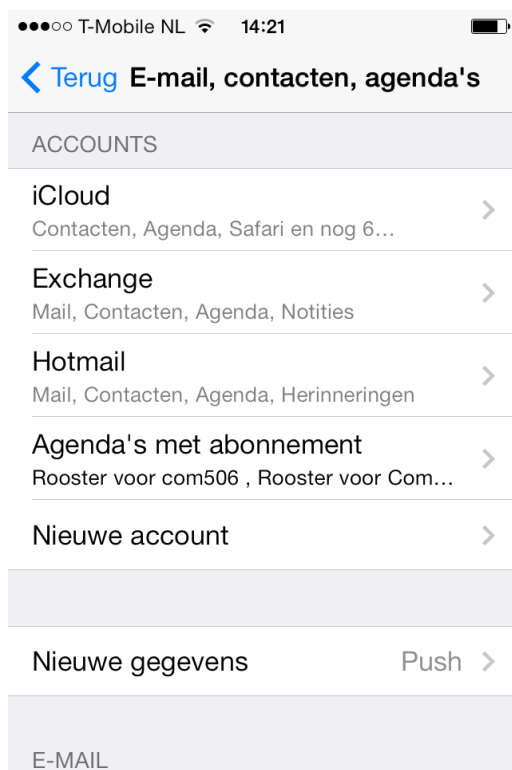 T-Mobile NL 14:21
Terug E-mail, contacten, agenda's
ACCOUNTS
iCloud
Contacten, Agenda, Safari en nog 6…
Exchange
Mail, Contacten, Agenda, Notities
Hotmail
Mail, Contacten, Agenda, Herinneringen
Agenda's met abonnement
Rooster voor com506 , Rooster voor Com…
Nieuwe account
Nieuwe gegevens Push
E-MAIL